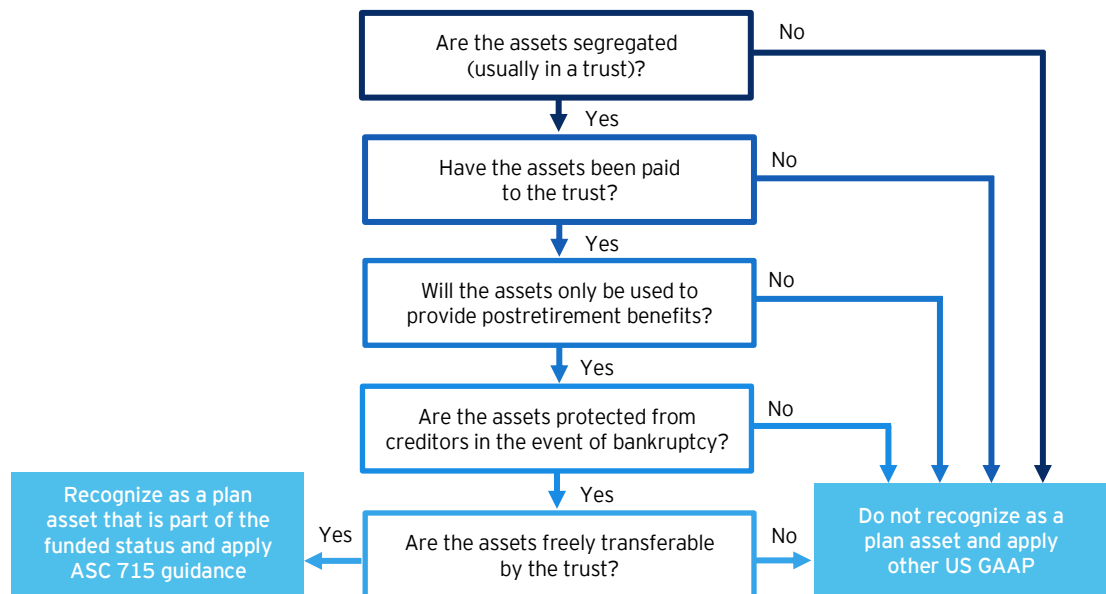 Are the assets segregated
(usually in a trust)?
No
Yes
Have the assets been paid
to the trust?
No
Yes
Will the assets only be used to
provide postretirement benefits?
No
Yes
Are the assets protected from
creditors in the event of bankruptcy?
No
Yes
Recognize as a plan
asset that is part of the
funded status and apply
ASC 715 guidance
Yes
Are the assets freely transferable
by the trust?
No
Do not recognize as a
plan asset and apply
other US GAAP